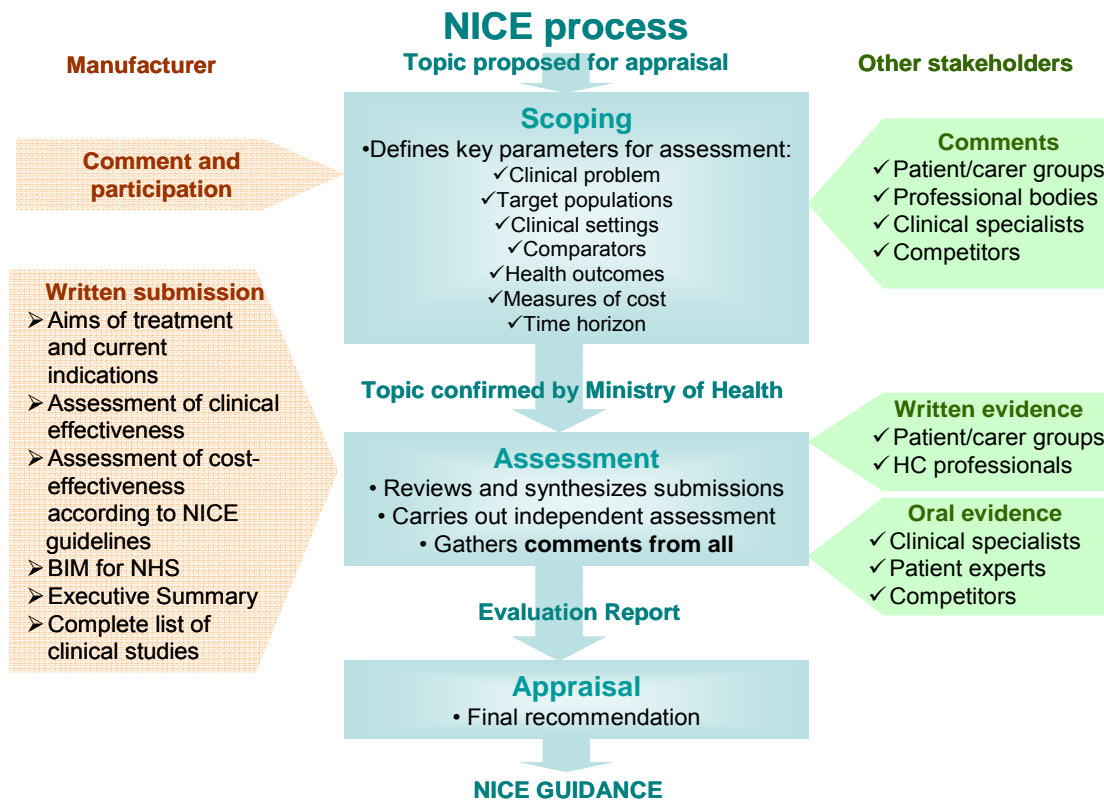 NICE process
Topic proposed for appraisal
Manufacturer
Other stakeholders
Comment and
participation
Scoping
•Defines key parameters for assessment:
✓Clinical problem
✓Target populations
✓Clinical settings
✓Comparators
✓Health outcomes
✓Measures of cost
✓Time horizon
Comments
✓ Patient/carer groups
✓ Professional bodies
✓ Clinical specialists
✓ Competitors
Written submission
➢Aims of treatment
and current
indications
➢Assessment of clinical
effectiveness
➢Assessment of cost-
effectiveness
according to NICE
guidelines
➢BIM for NHS
➢Executive Summary
➢Complete list of
clinical studies
Topic confirmed by Ministry of Health
Assessment
• Reviews and synthesizes submissions
• Carries out independent assessment
• Gathers comments from all
Written evidence
✓ Patient/carer groups
✓ HC professionals
Oral evidence
✓ Clinical specialists
✓ Patient experts
✓ Competitors
Evaluation Report
Appraisal
• Final recommendation
NICE GUIDANCE